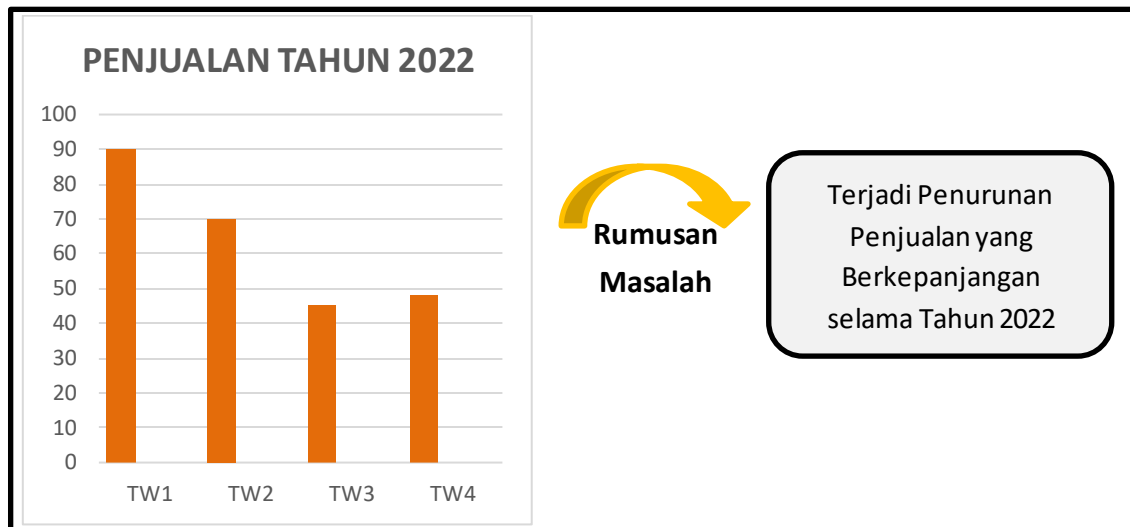 PENJUALAN TAHUN 2022
100
90
80
70
60
50
40
30
20
10
0
TW1 TW2 TW3 TW4
Rumusan
Masalah
Terjadi Penurunan
Penjualan yang
Berkepanjangan
selama Tahun 2022